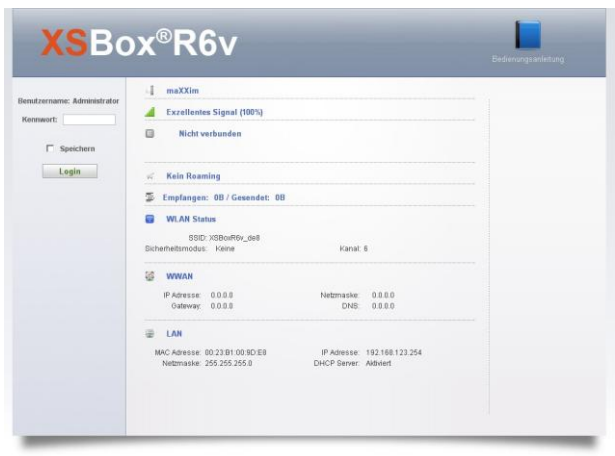 XSBox®R6v
Bedienungsanleitung
Benutzername: Administrator
Kennwort:
Speichern
Login
maXXim
Exzellentes Signal (100%)
Nicht verbunden
Kein Roaming
Empfangen: 0B / Gesendet: 0B
WLAN Status
SSID: XSBoxR6v_de8
Sicherheitsmodus: Keine Kanal: 6
WWAN
IP Adresse: 0.0.0.0 Netzmaske: 0.0.0.0
Gateway: 0.0.0.0 DNS: 0.0.0.0
LAN
MAC Adresse: 00:23:B1:00:9D:E8 IP Adresse: 192.168.123.254
Netzmaske: 255.255.255.0 DHCP Server: Aktiviert